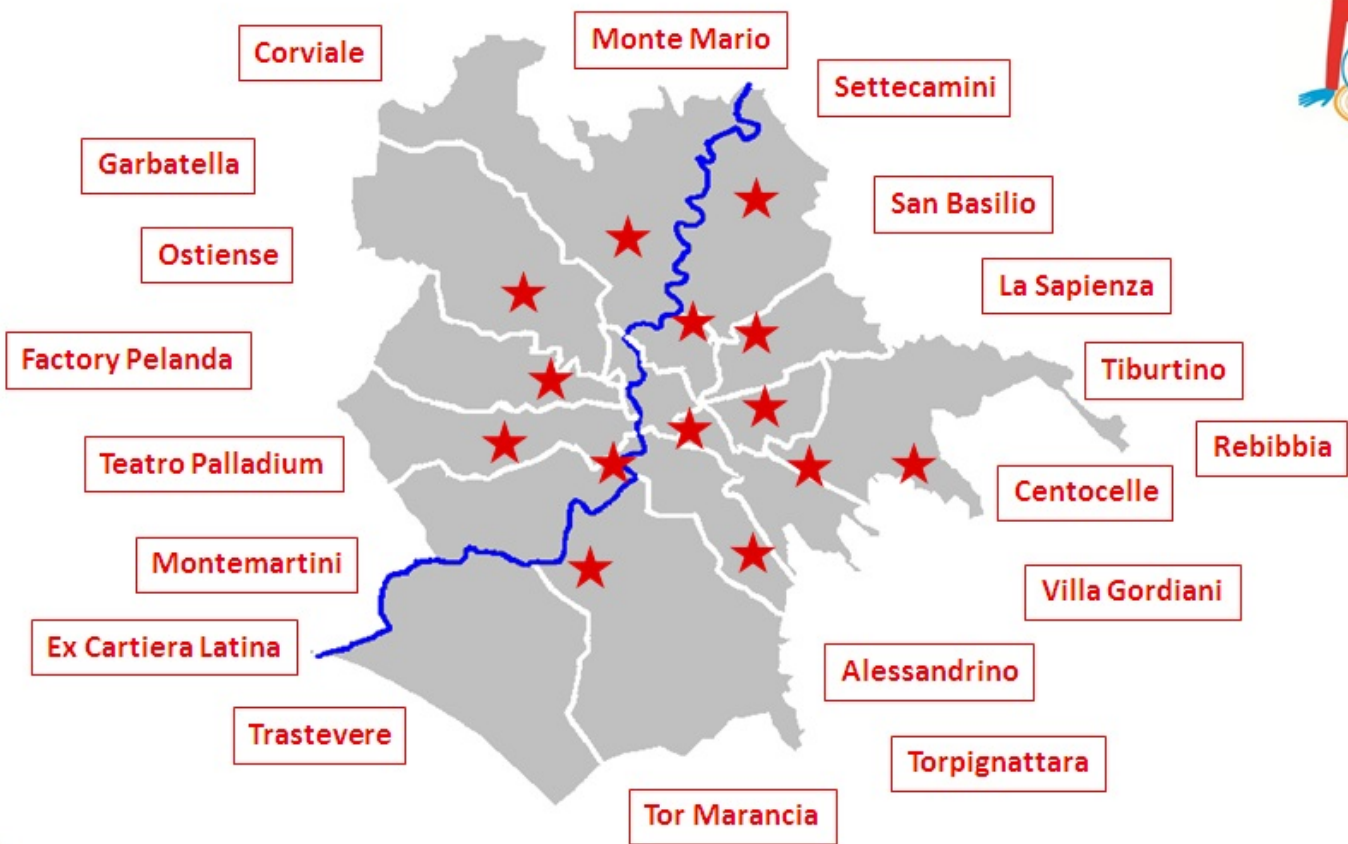 Monte Mario
Corviale
Settecamini
Garbatella
San Basilio
Ostiense
La Sapienza
Factory Pelanda
Tiburtino
Rebibbia
Teatro Palladium
Centocelle
Montemartini
Villa Gordiani
Ex Cartiera Latina
Alessandrino
Trastevere
Torpignattara
Tor Marancia